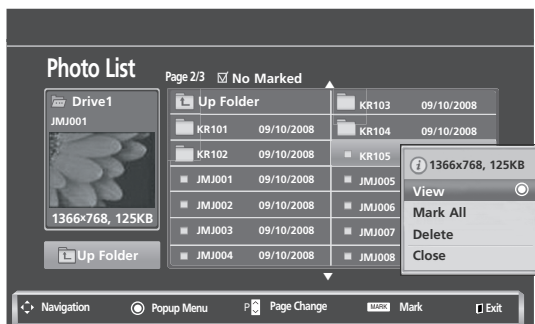 Photo List
Page 2/3 ☑ No Marked
Drive1
JMJ001
1366x768, 125KB
Up Folder
Up Folder
KR101 09/10/2008
KR102 09/10/2008
JMJ001 09/10/2008
JMJ002 09/10/2008
JMJ003 09/10/2008
JMJ004 09/10/2008
KR103 09/10/2008
KR104 09/10/2008
KR105
JMJ005
JMJ006
JMJ007
JMJ008
1366x768, 125KB
View
Mark All
Delete
Close
Navigation Popup Menu P Page Change MARK Mark Exit